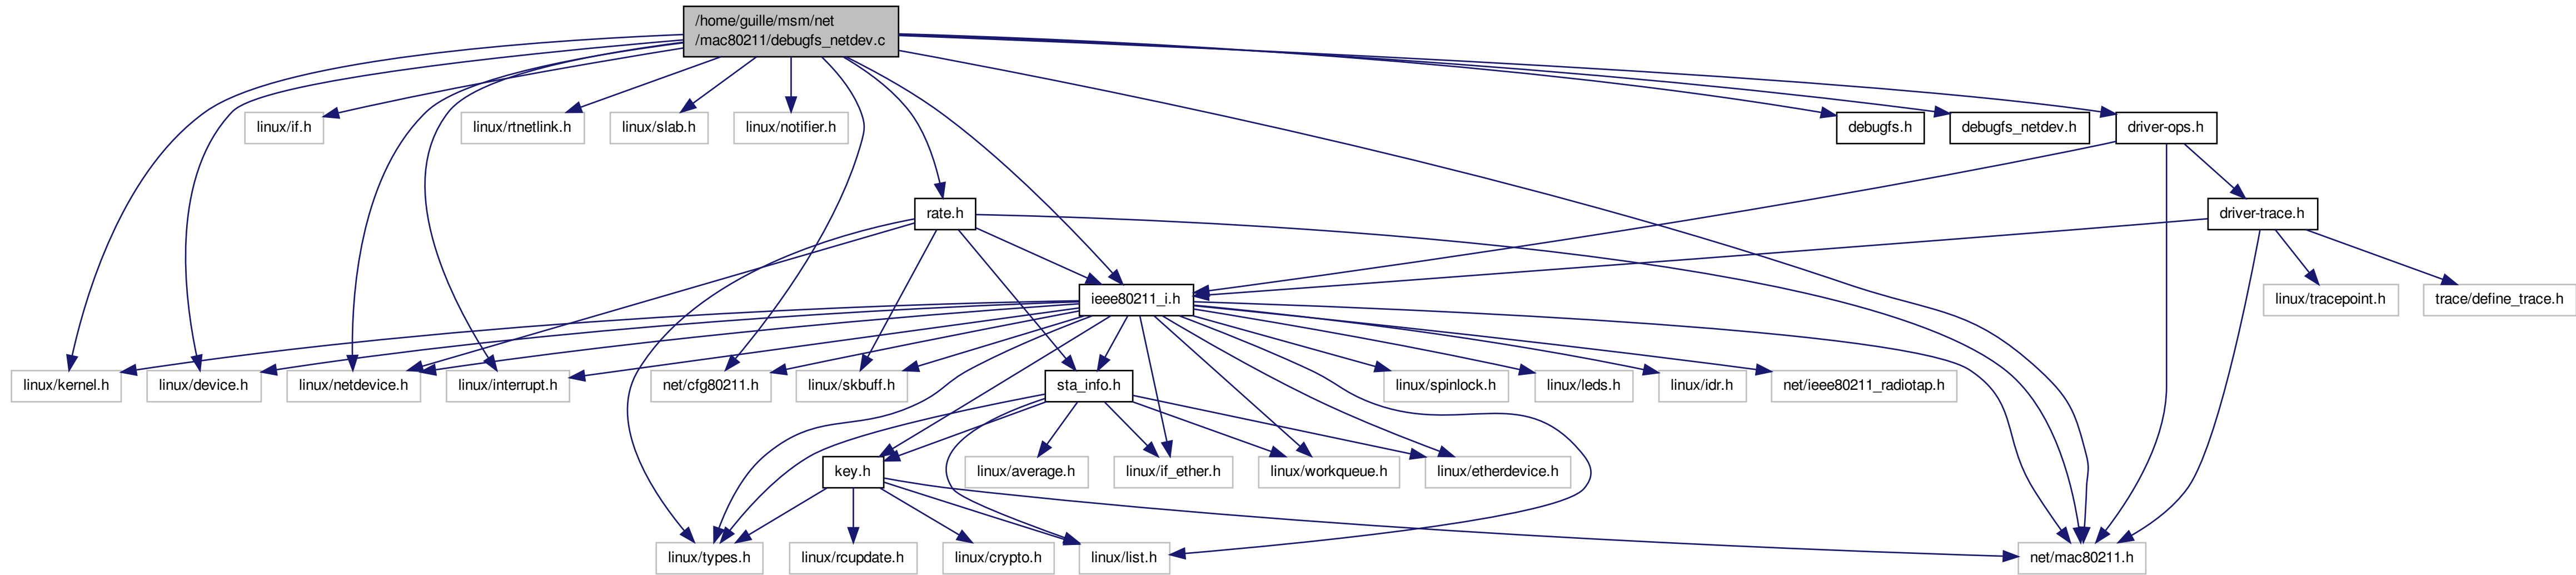 /home/guille/msm/net
/mac80211/debugfs_netdev.c
linux/if.h
linux/rtnetlink.h
linux/slab.h
linux/notifier.h
debugfs.h
debugfs_netdev.h
driver-ops.h
rate.h
driver-trace.h
ieee80211_i.h
linux/tracepoint.h
trace/define_trace.h
linux/kernel.h
linux/device.h
linux/netdevice.h
linux/interrupt.h
net/cfg80211.h
linux/skbuff.h
sta_info.h
linux/spinlock.h
linux/leds.h
linux/idr.h
net/ieee80211_radiotap.h
key.h
linux/average.h
linux/if_ether.h
linux/workqueue.h
linux/etherdevice.h
linux/types.h
linux/rcupdate.h
linux/crypto.h
linux/list.h
net/mac80211.h